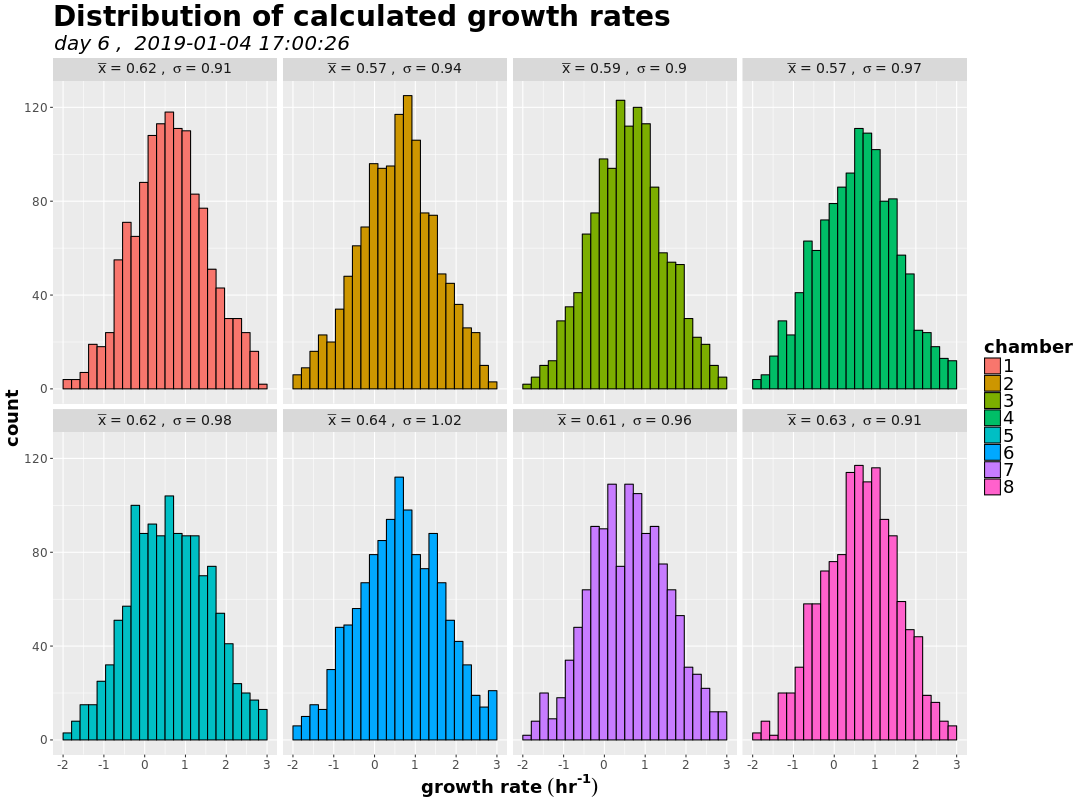 Distribution of calculated growth rates
day 6 ,  2019-01-04 17:00:26
x̅ = 0.62 ,  σ = 0.91
x̅ = 0.57 ,  σ = 0.94
x̅ = 0.59 ,  σ = 0.9
x̅ = 0.57 ,  σ = 0.97
120
80
40
0
x̅ = 0.62 ,  σ = 0.98
x̅ = 0.64 ,  σ = 1.02
x̅ = 0.61 ,  σ = 0.96
x̅ = 0.63 ,  σ = 0.91
120
80
40
0
-2 -1 0 1 2 3
-2 -1 0 1 2 3
-2 -1 0 1 2 3
-2 -1 0 1 2 3
growth rate (hr⁻¹)
count
chamber
1
2
3
4
5
6
7
8